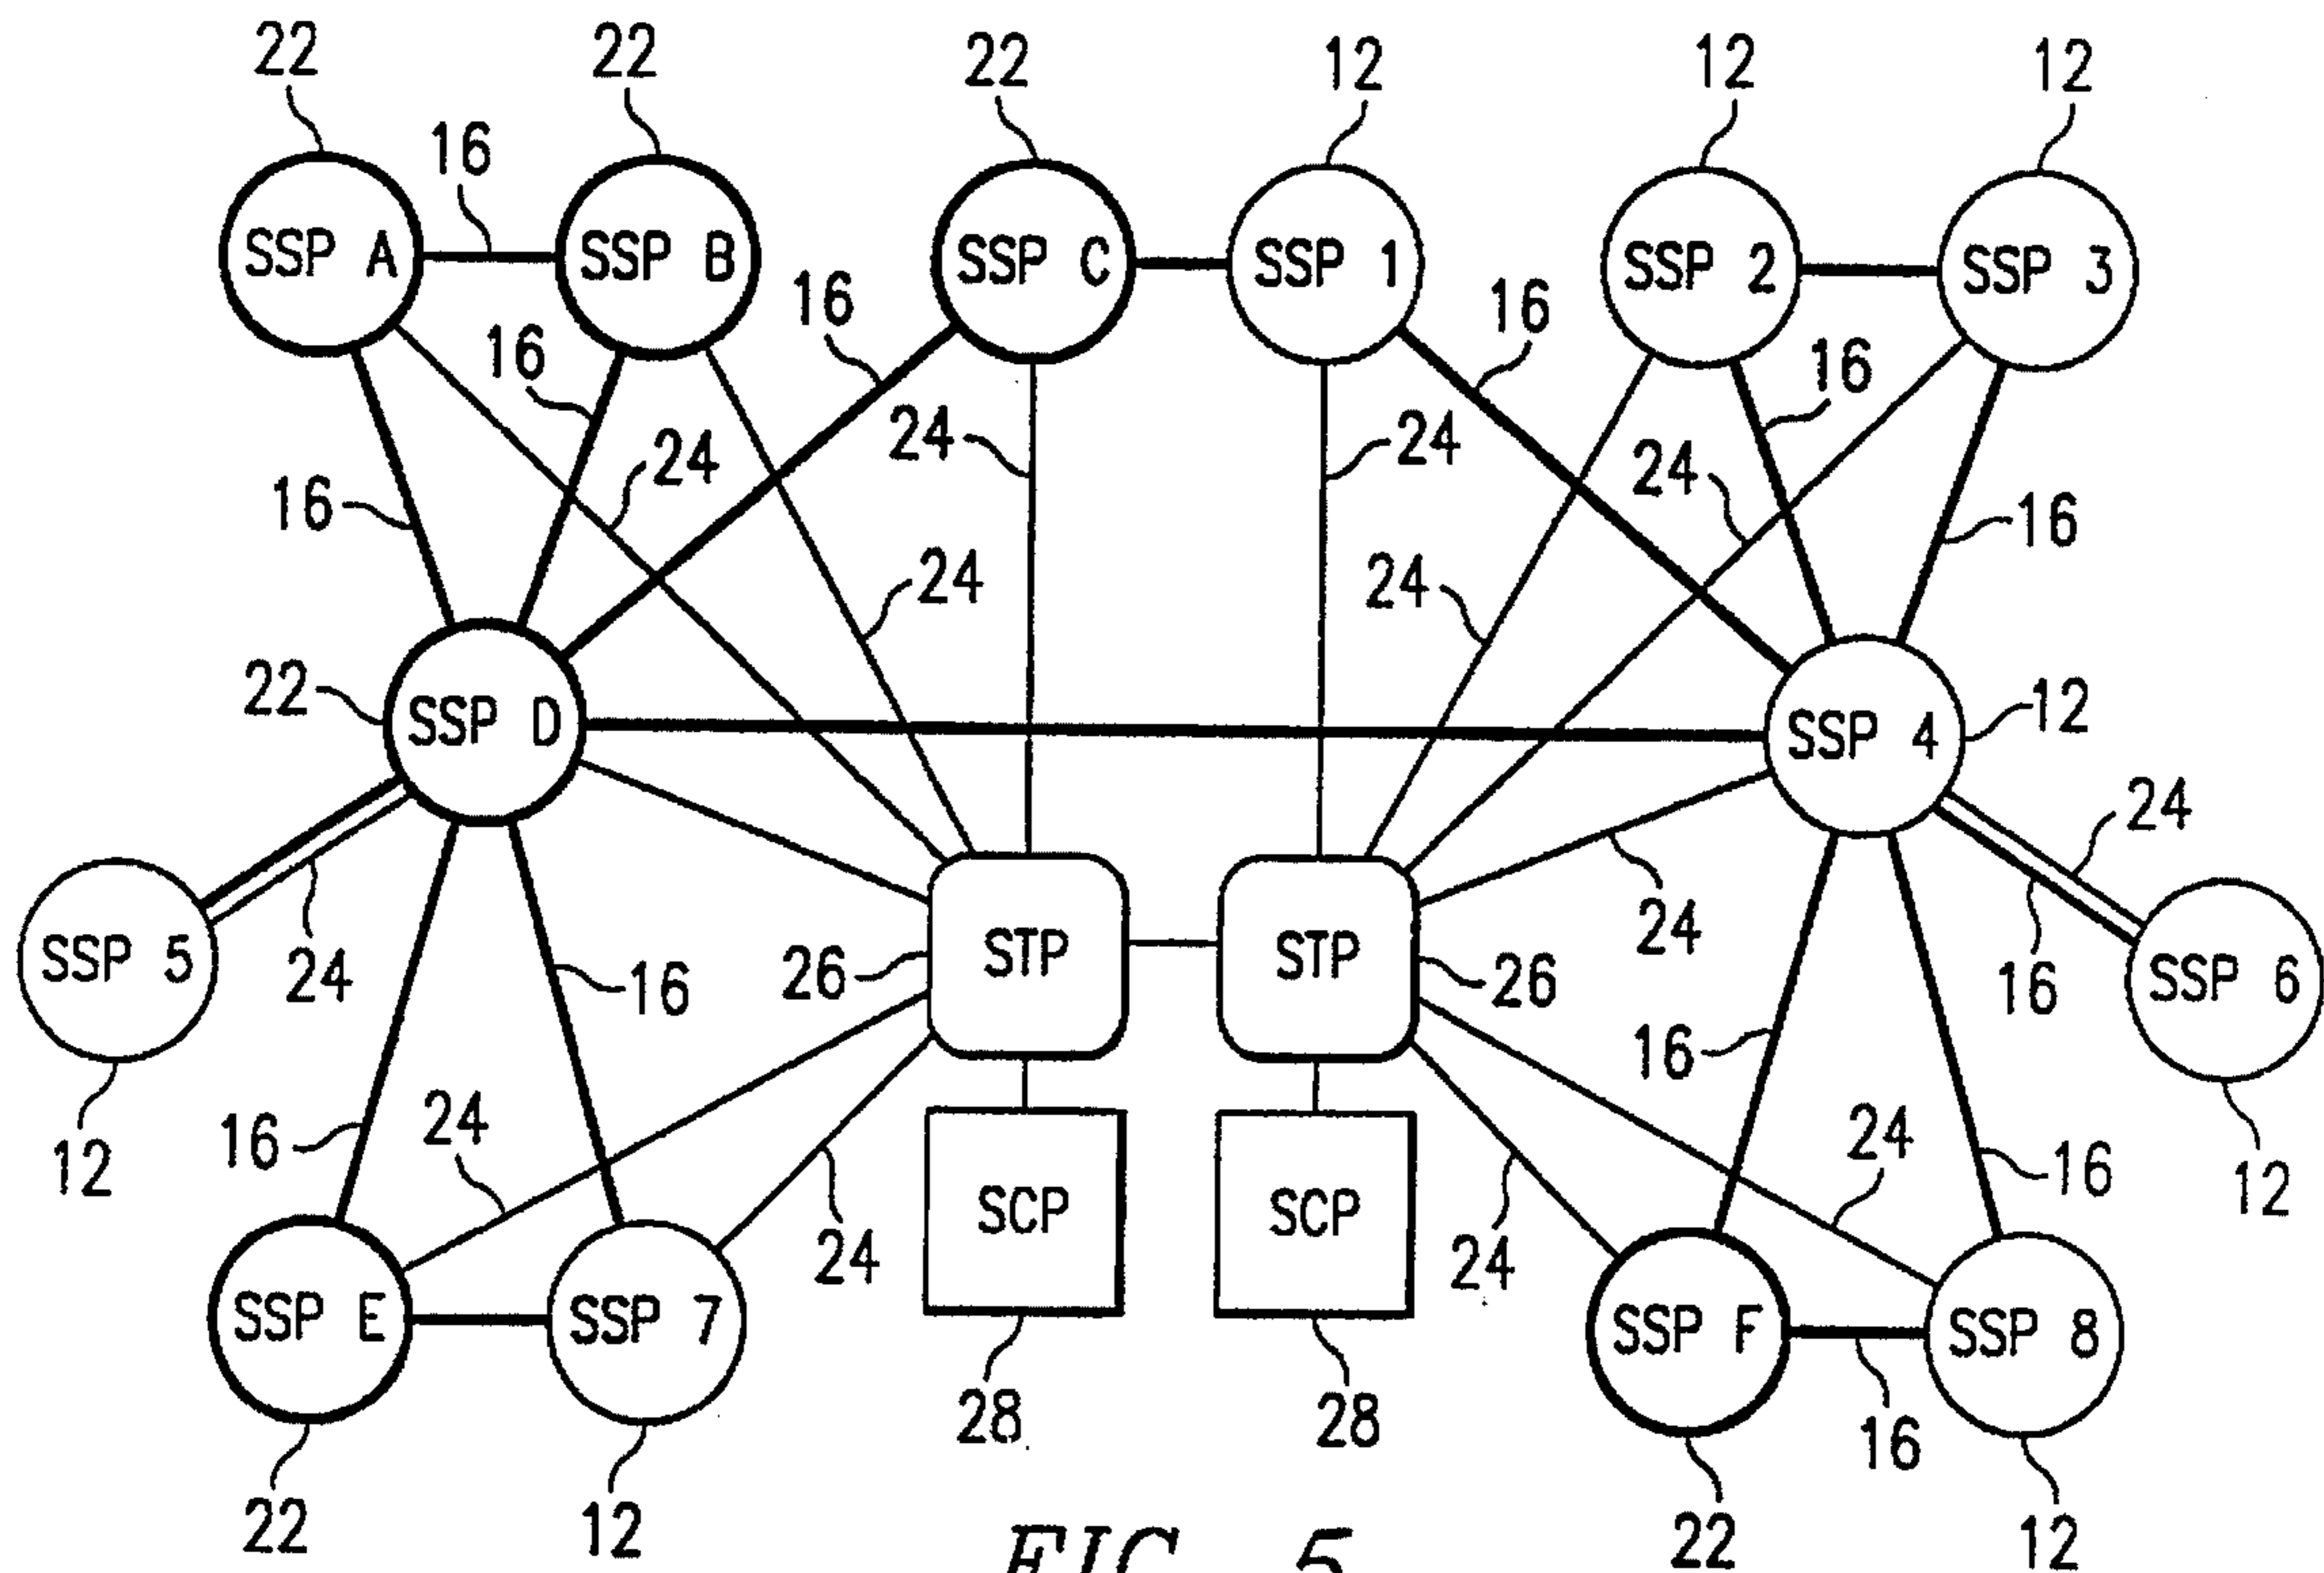 22 22 22 12 12 12
16
SSP A SSP B SSP C SSP 1 SSP 2 SSP 3
16 16
16 16
24 24 24 24
16 16
24 24
22 SSP D SSP 4 12
24
SSP 5 26 STP STP 26 SSP 6
24 16 24 16
16
24 24
16 16
12 SCP SCP 12
24 24
SSP E SSP 7 SSP F SSP 8
28 28 16
22 12 22 12
FIG. 5